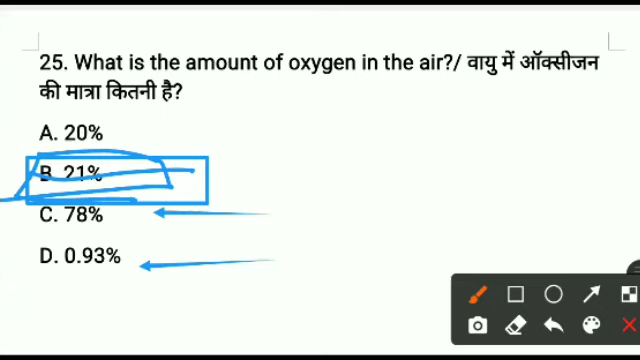 25. What is the amount of oxygen in the air?/ वायु में ऑक्सीजन
की मात्रा कितनी है?
A. 20%
B. 21%
C. 78%
D. 0.93%